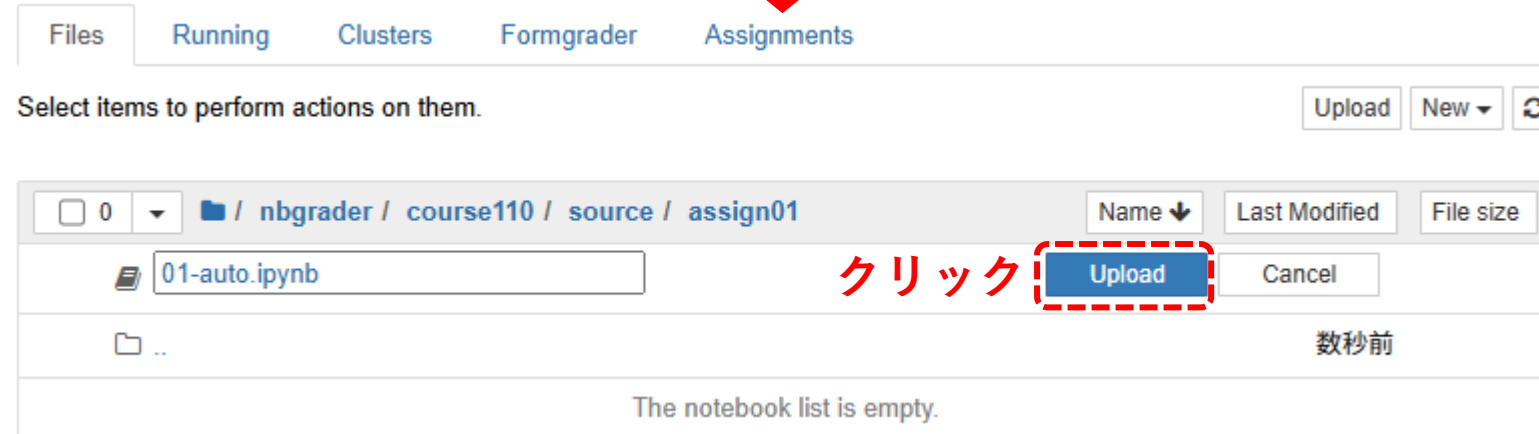 Files Running Clusters Formgrader Assignments
Select items to perform actions on them. Upload New
0 / nbgrader / course110 / source / assign01 Name Last Modified File size
01-auto.ipynb クリック Upload Cancel
.. 数秒前
The notebook list is empty.